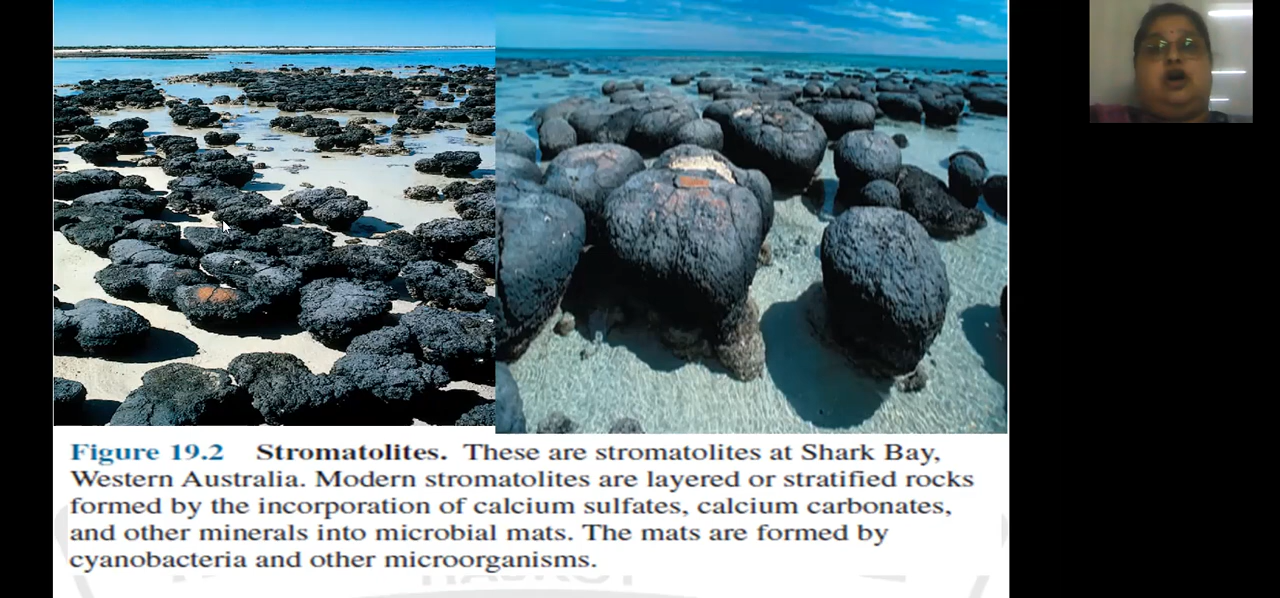 Figure 19.2 Stromatolites. These are stromatolites at Shark Bay,
Western Australia. Modern stromatolites are layered or stratified rocks
formed by the incorporation of calcium sulfates, calcium carbonates,
and other minerals into microbial mats. The mats are formed by
cyanobacteria and other microorganisms.